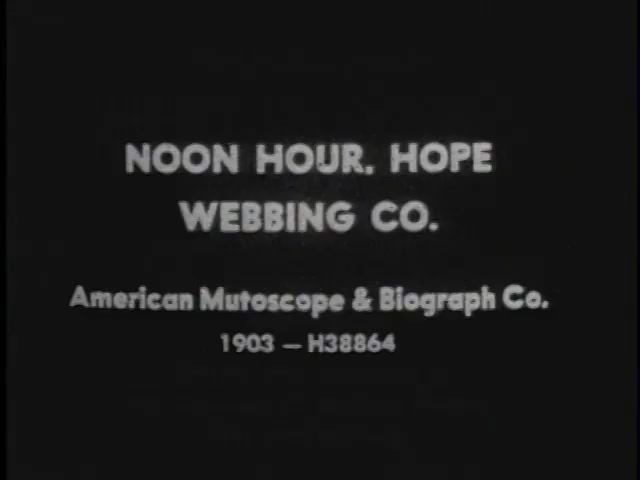 NOON HOUR, HOPE
WEBBING CO.
American Mutoscope & Biograph Co.
1903 — H38864